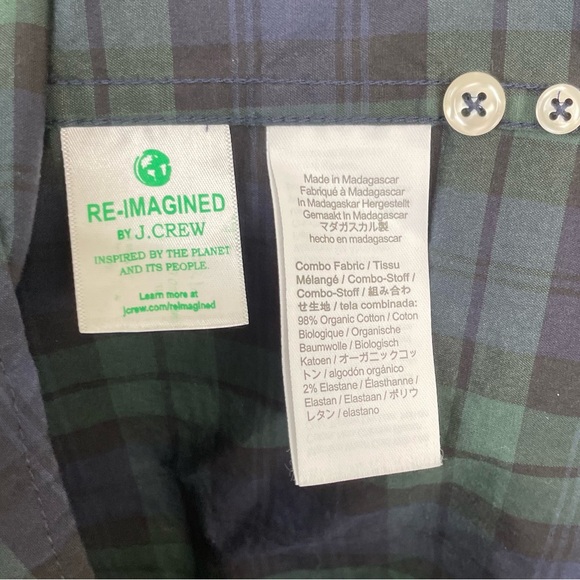 RE-IMAGINED
BY J.CREW
INSPIRED BY THE PLANET
AND ITS PEOPLE.
Learn more at
jcrew.com/reimagined
Made in Madagascar
Fabriqué à Madagascar
In Madagaskar Hergestellt
Gemaakt In Madagascar
マダガスカル製
hecho en madagascar
Combo Fabric / Tissu
Mélangé / Combo-Stoff /
Combo-Stoff / 組み合わ
せ生地 / tela combinada:
98% Organic Cotton / Coton
Biologique / Organische
Baumwolle / Biologisch
Katoen / オーガニックコッ
トン / algodón orgánico
2% Elastane / Élasthanne /
Elastan / Elastaan / ポリウ
レタン / elastano